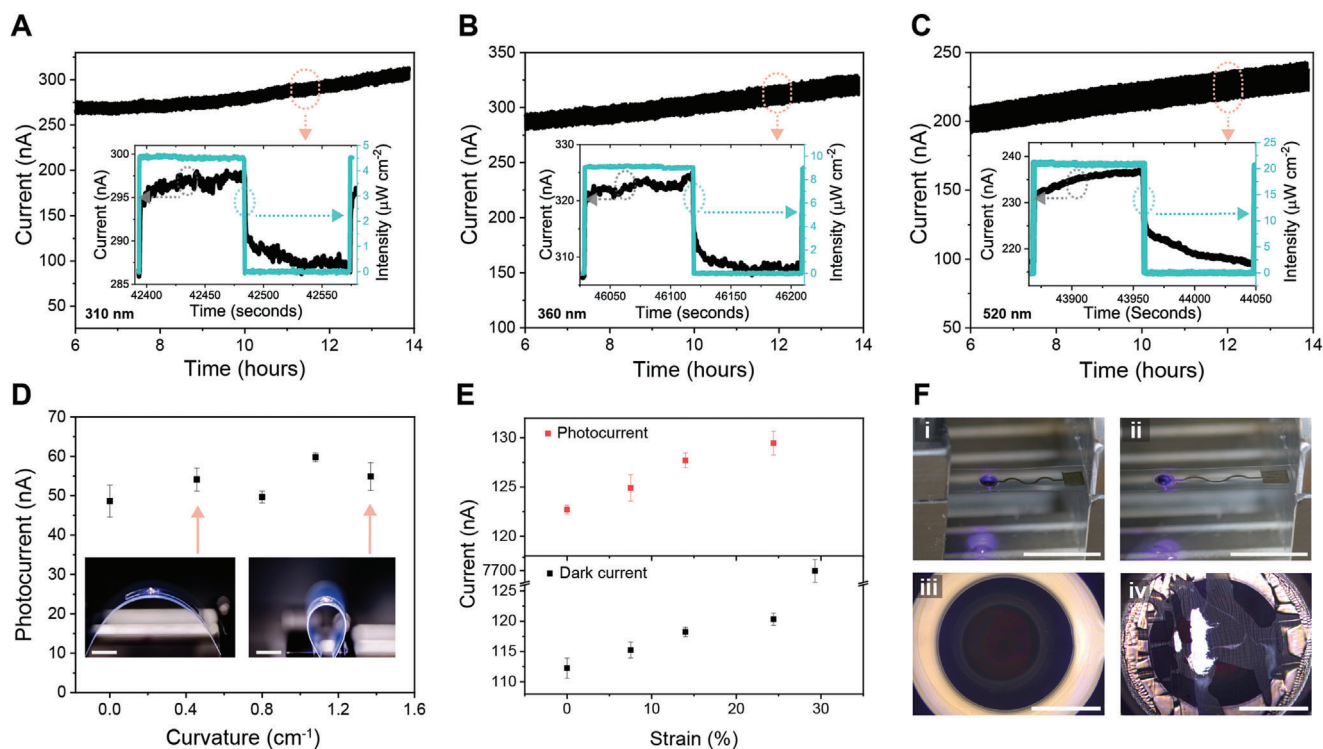 A
350
300
250
200
150
100
50
Current (nA)
6 8 10 12 14
Time (hours)
300
295
290
285
Current (nA)
5
4
3
2
1
0
Intensity (µW cm⁻²)
42400 42450 42500 42550
Time (seconds)
310 nm
B
350
300
250
200
150
100
Current (nA)
6 8 10 12 14
Time (hours)
330
320
310
Current (nA)
10
8
6
4
2
0
Intensity (µW cm⁻²)
46050 46100 46150 46200
Time (seconds)
360 nm
C
250
200
150
100
50
Current (nA)
6 8 10 12 14
Time (hours)
240
230
220
Current (nA)
25
20
15
10
5
0
Intensity (µW cm⁻²)
43900 43950 44000 44050
Time (Seconds)
520 nm
D
70
60
50
40
30
20
10
0
Photocurrent (nA)
0.0 0.4 0.8 1.2 1.6
Curvature (cm⁻¹)
E
Photocurrent
130
128
126
124
122
Current (nA)
Dark current
7700
120
115
110
0 10 20 30
Strain (%)
F
i
ii
iii
iv